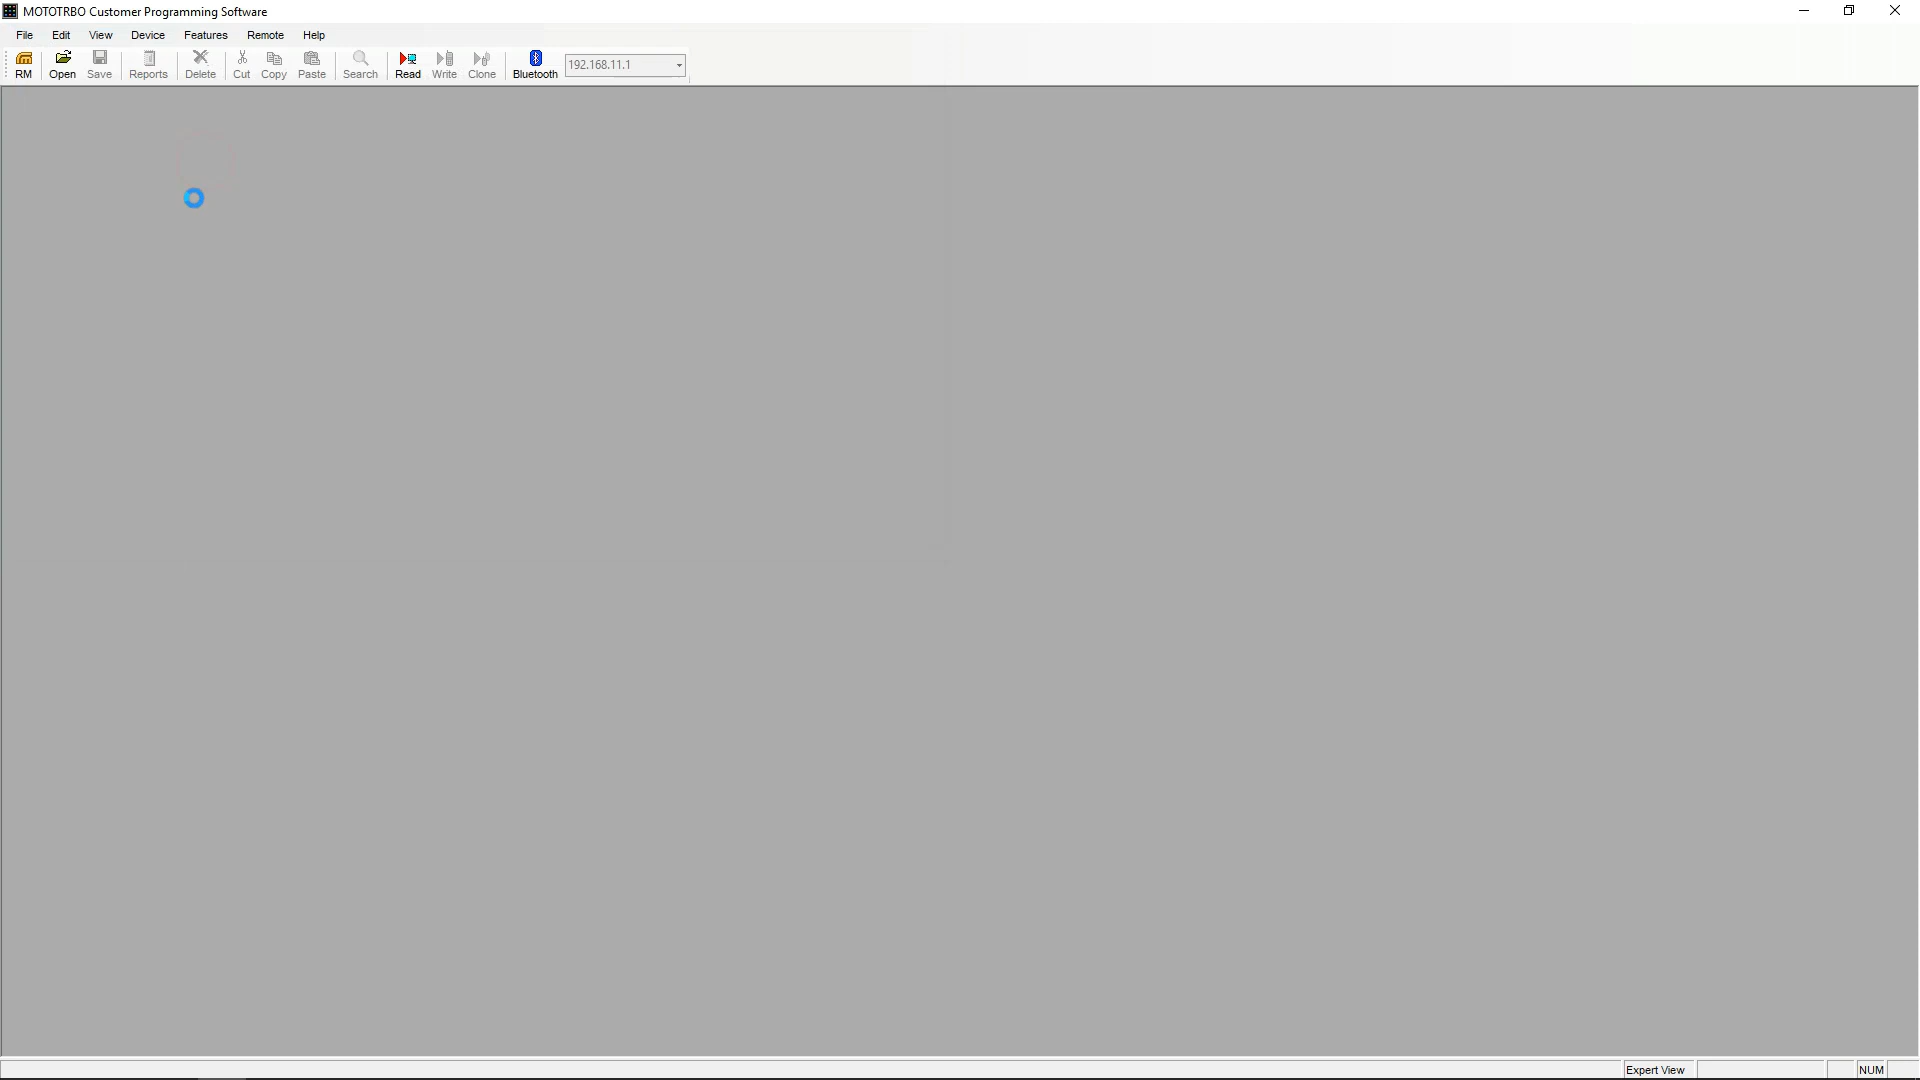 MOTOTRBO Customer Programming Software
File Edit View Device Features Remote Help
RM Open Save Reports Delete Cut Copy Paste Search Read Write Clone Bluetooth 192.168.11.1
Expert View NUM